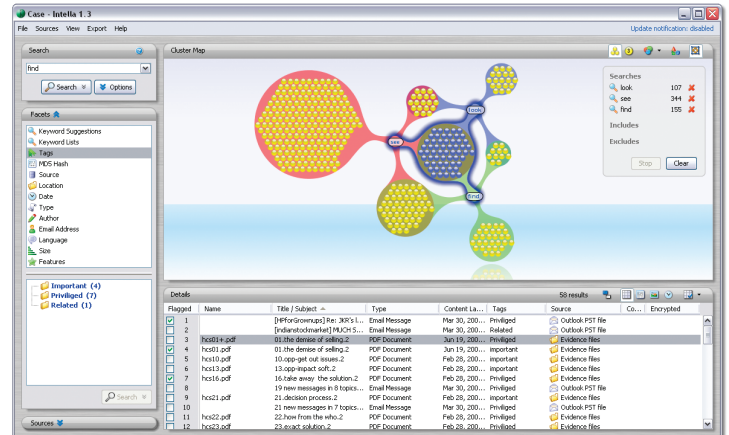 Case - Intella 1.3
File Sources View Export Help
Update notification: disabled
Search
find
Search
Options
Facets
Keyword Suggestions
Keyword Lists
Tags
MD5 Hash
Source
Location
Date
Type
Author
Email Address
Language
Size
Features
Important (4)
Priviliged (7)
Related (1)
Search
Sources
Cluster Map
look
see
find
Searches
look 107
see 344
find 155
Includes
Excludes
Stop Clear
Details
58 results
Flagged Name Title / Subject Type Content La... Tags Source Co... Encrypted
1 [HPforGrownups] Re: JKR's l... Email Message Mar 30, 200... Priviliged Outlook PST file
2 [indianstockmarket] MUCH S... Email Message Mar 30, 200... Related Outlook PST file
3 hcs01+.pdf 01.the demise of selling.2 PDF Document Jun 19, 200... Priviliged Evidence files
4 hcs01.pdf 01.the demise of selling.2 PDF Document Jun 19, 200... important Evidence files
5 hcs10.pdf 10.opp-get out issues.2 PDF Document Feb 28, 200... important Evidence files
6 hcs13.pdf 13.opp-impact soft.2 PDF Document Feb 28, 200... important Evidence files
7 hcs16.pdf 16.take away the solution.2 PDF Document Feb 28, 200... important Evidence files
8 19 new messages in 8 topics... Email Message Mar 30, 200... Priviliged Outlook PST file
9 hcs21.pdf 21.decision process.2 PDF Document Feb 28, 200... important Evidence files
10 21 new messages in 7 topics... Email Message Mar 30, 200... Priviliged Outlook PST file
11 hcs22.pdf 22.how from the who.2 PDF Document Feb 28, 200... Priviliged Evidence files
12 hcs23.pdf 23.exact solution.2 PDF Document Feb 28, 200... Priviliged Evidence files